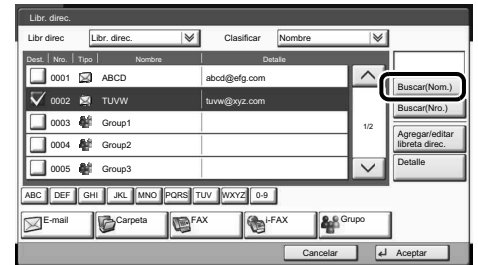 Libr. direc.
Libr direc Libr. direc. Clasificar Nombre
Dest. Nro. Tipo Nombre Detalle
0001 ABCD abcd@efg.com
0002 TUVW tuvw@xyz.com
0003 Group1
0004 Group2
0005 Group3
1/2
Buscar(Nom.)
Buscar(Nro.)
Agregar/editar
libreta direc.
Detalle
ABC DEF GHI JKL MNO PQRS TUV WXYZ 0-9
E-mail Carpeta FAX i-FAX Grupo
Cancelar Aceptar